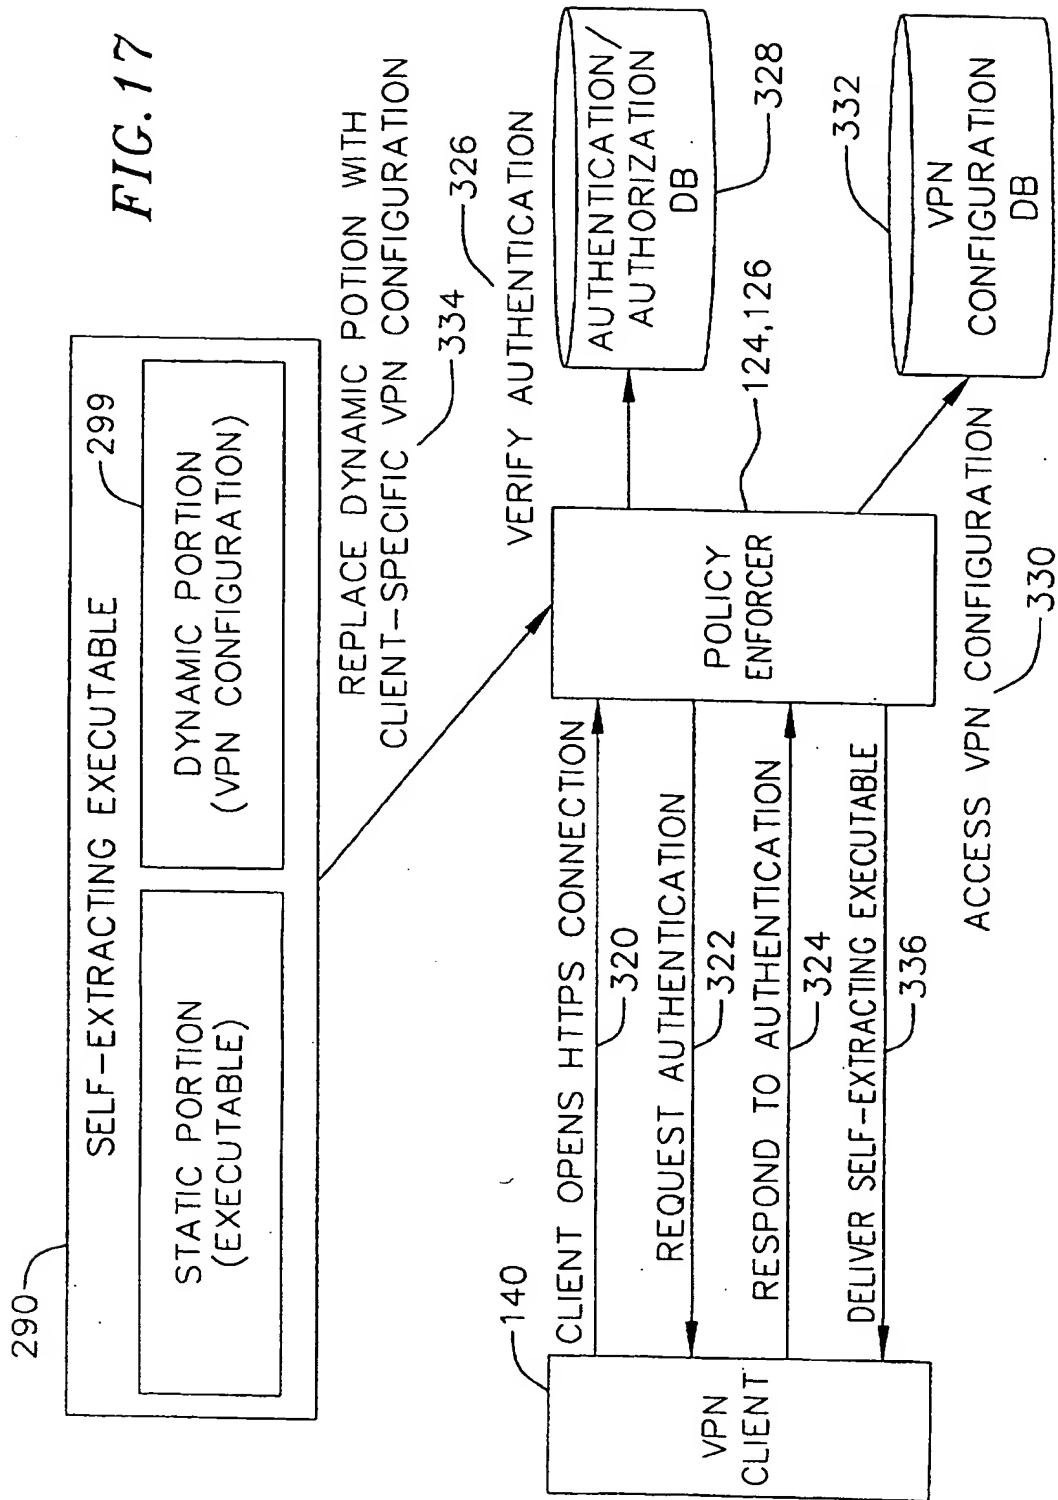 FIG.17
290
SELF-EXTRACTING EXECUTABLE
STATIC PORTION
(EXECUTABLE)
DYNAMIC PORTION
(VPN CONFIGURATION)
299
REPLACE DYNAMIC POTION WITH
CLIENT-SPECIFIC VPN CONFIGURATION
334
326
VERIFY AUTHENTICATION
140
VPN
CLIENT
CLIENT OPENS HTTPS CONNECTION
320
REQUEST AUTHENTICATION
322
RESPOND TO AUTHENTICATION
324
DELIVER SELF-EXTRACTING EXECUTABLE
336
POLICY
ENFORCER
124,126
AUTHENTICATION/
AUTHORIZATION
DB
328
332
VPN
CONFIGURATION
DB
ACCESS VPN CONFIGURATION
330